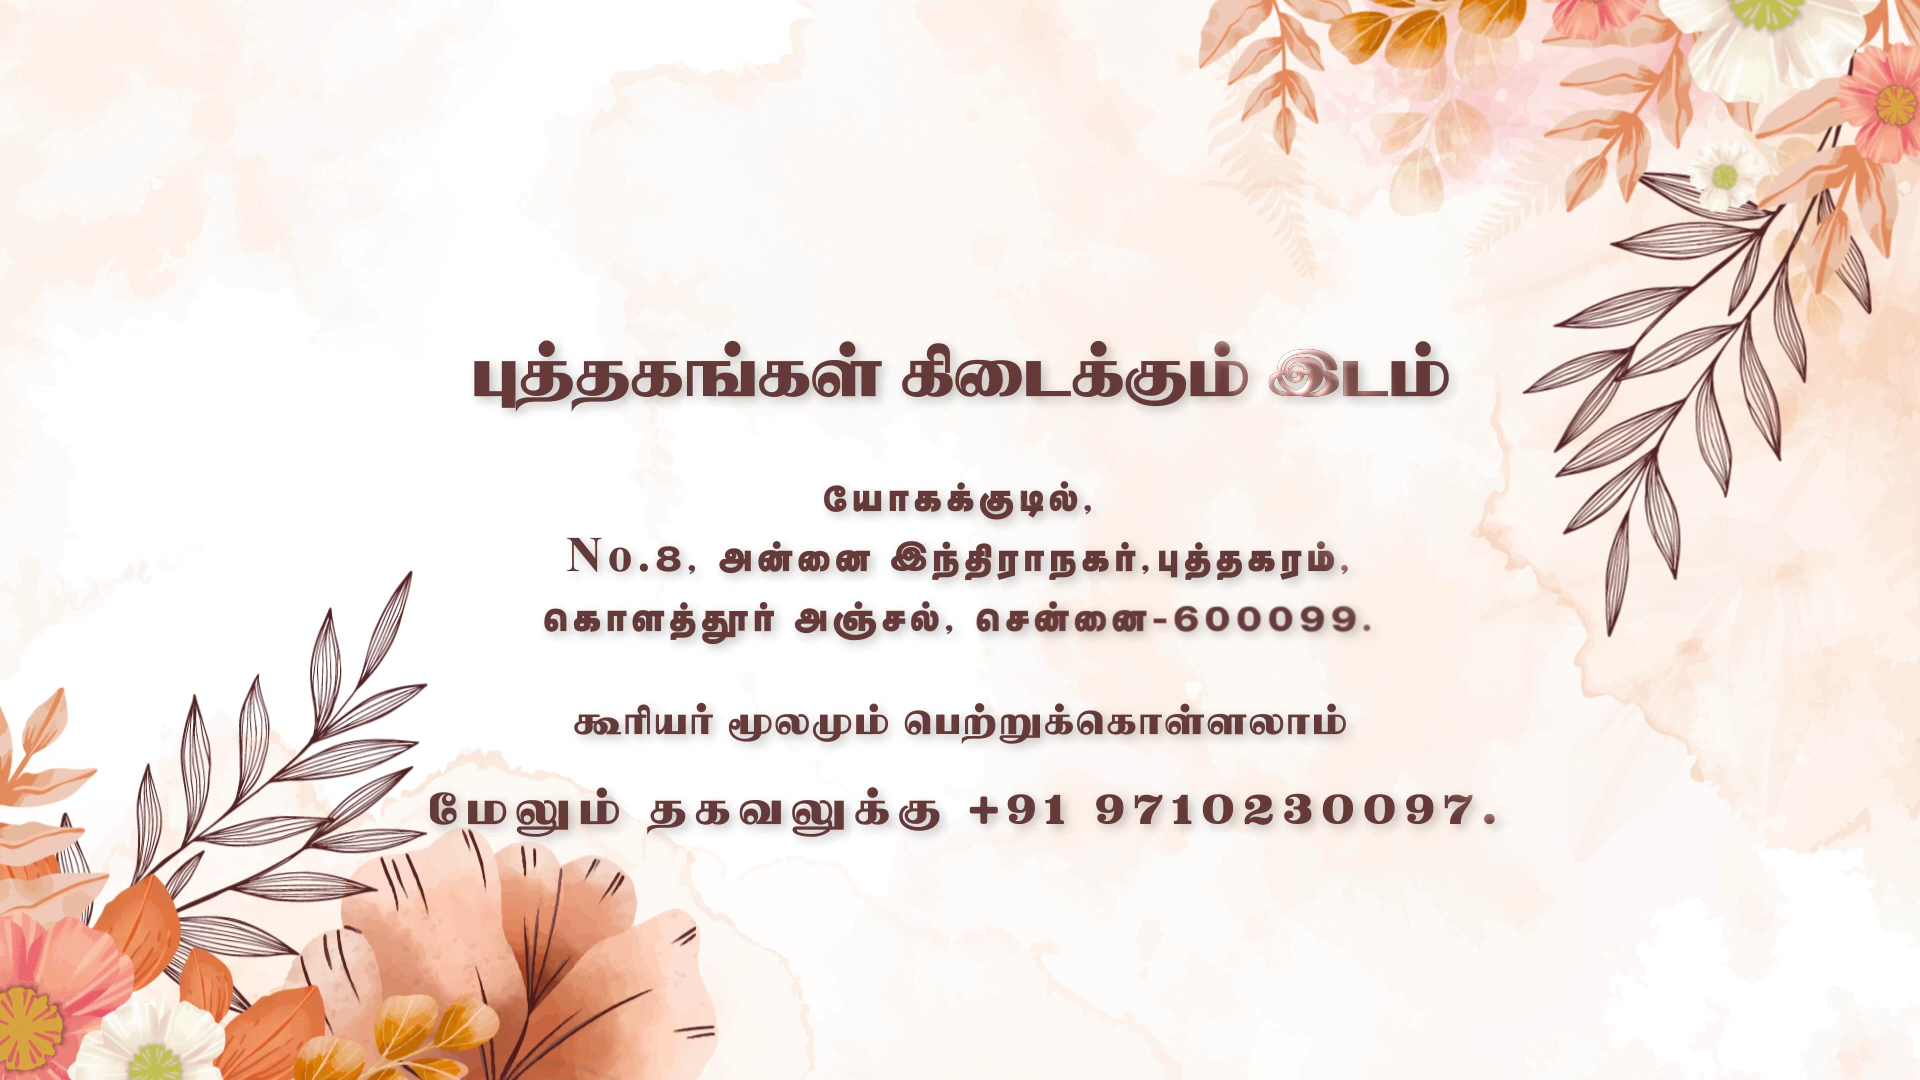 புத்தகங்கள் கிடைக்கும் இடம்
யோகக்குடில்,
No.8, அன்னை இந்திராநகர்,புத்தகரம்,
கொளத்தூர் அஞ்சல், சென்னை-600099.
கூரியர் மூலமும் பெற்றுக்கொள்ளலாம்
மேலும் தகவலுக்கு +91 9710230097.